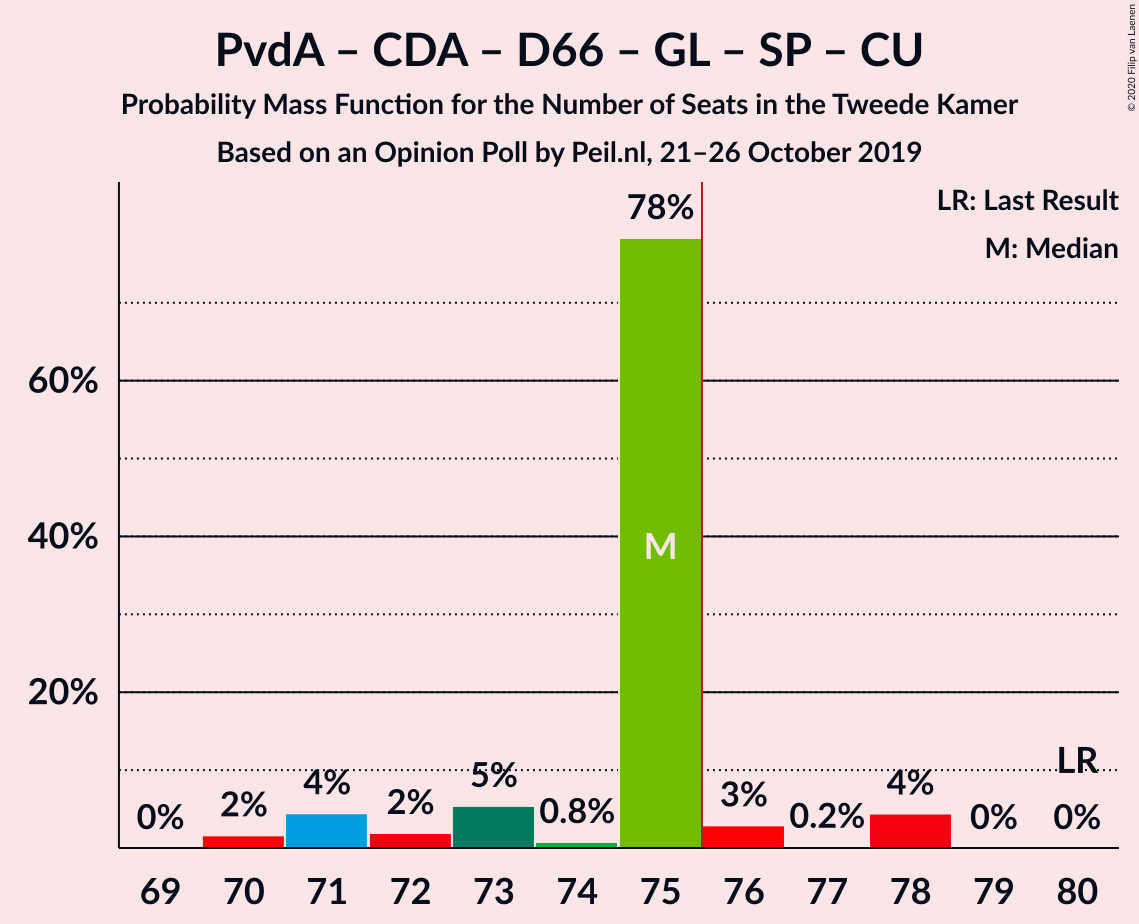 PvdA – CDA – D66 – GL – SP – CU
Probability Mass Function for the Number of Seats in the Tweede Kamer
Based on an Opinion Poll by Peil.nl, 21–26 October 2019
© 2020 Filip van Laenen
LR: Last Result
M: Median
78%
60%
M
40%
20%
LR
0%
2%
4%
2%
5%
0.8%
3%
0.2%
4%
0%
0%
69 70 71 72 73 74 75 76 77 78 79 80